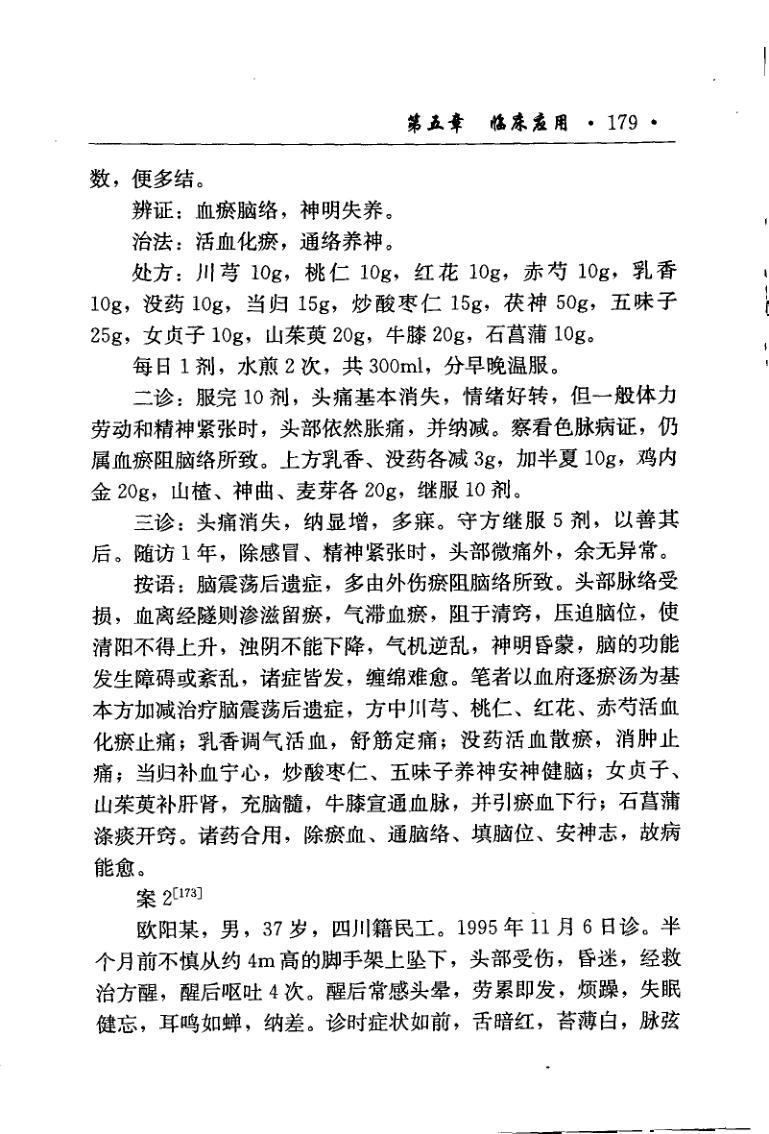 第五章 临床应用 · 179 ·
数，便多结。
辨证：血瘀脑络，神明失养。
治法：活血化瘀，通络养神。
处方：川芎 10g，桃仁 10g，红花 10g，赤芍 10g，乳香
10g，没药 10g，当归 15g，炒酸枣仁 15g，茯神 50g，五味子
25g，女贞子 10g，山茱萸 20g，牛膝 20g，石菖蒲 10g。
每日 1 剂，水煎 2 次，共 300ml，分早晚温服。
二诊：服完 10 剂，头痛基本消失，情绪好转，但一般体力
劳动和精神紧张时，头部依然胀痛，并纳减。察看色脉病证，仍
属血瘀阻脑络所致。上方乳香、没药各减 3g，加半夏 10g，鸡内
金 20g，山楂、神曲、麦芽各 20g，继服 10 剂。
三诊：头痛消失，纳显增，多寐。守方继服 5 剂，以善其
后。随访 1 年，除感冒、精神紧张时，头部微痛外，余无异常。
按语：脑震荡后遗症，多由外伤瘀阻脑络所致。头部脉络受
损，血离经隧则渗滋留瘀，气滞血瘀，阻于清窍，压迫脑位，使
清阳不得上升，浊阴不能下降，气机逆乱，神明昏蒙，脑的功能
发生障碍或紊乱，诸症皆发，缠绵难愈。笔者以血府逐瘀汤为基
本方加减治疗脑震荡后遗症，方中川芎、桃仁、红花、赤芍活血
化瘀止痛；乳香调气活血，舒筋定痛；没药活血散瘀，消肿止
痛；当归补血宁心，炒酸枣仁、五味子养神安神健脑；女贞子、
山茱萸补肝肾，充脑髓，牛膝宣通血脉，并引瘀血下行；石菖蒲
涤痰开窍。诸药合用，除瘀血、通脑络、填脑位、安神志，故病
能愈。
案 2[173]
欧阳某，男，37 岁，四川籍民工。1995 年 11 月 6 日诊。半
个月前不慎从约 4m 高的脚手架上坠下，头部受伤，昏迷，经救
治方醒，醒后呕吐 4 次。醒后常感头晕，劳累即发，烦躁，失眠
健忘，耳鸣如蝉，纳差。诊时症状如前，舌暗红，苔薄白，脉弦